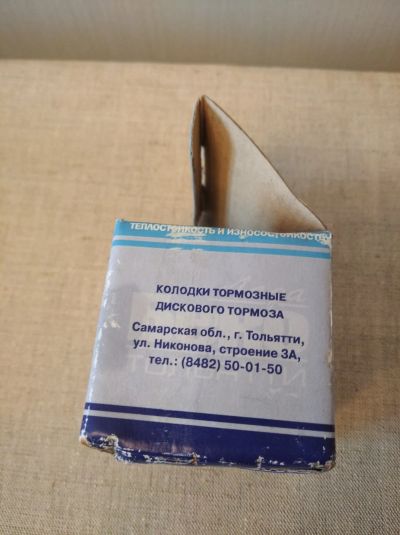 ТЕПЛОСТОЙКОСТЬ И ИЗНОСОСТОЙКОСТЬ
КОЛОДКИ ТОРМОЗНЫЕ
ДИСКОВОГО ТОРМОЗА
Самарская обл., г. Тольятти,
ул. Никонова, строение 3А,
тел.: (8482) 50-01-50